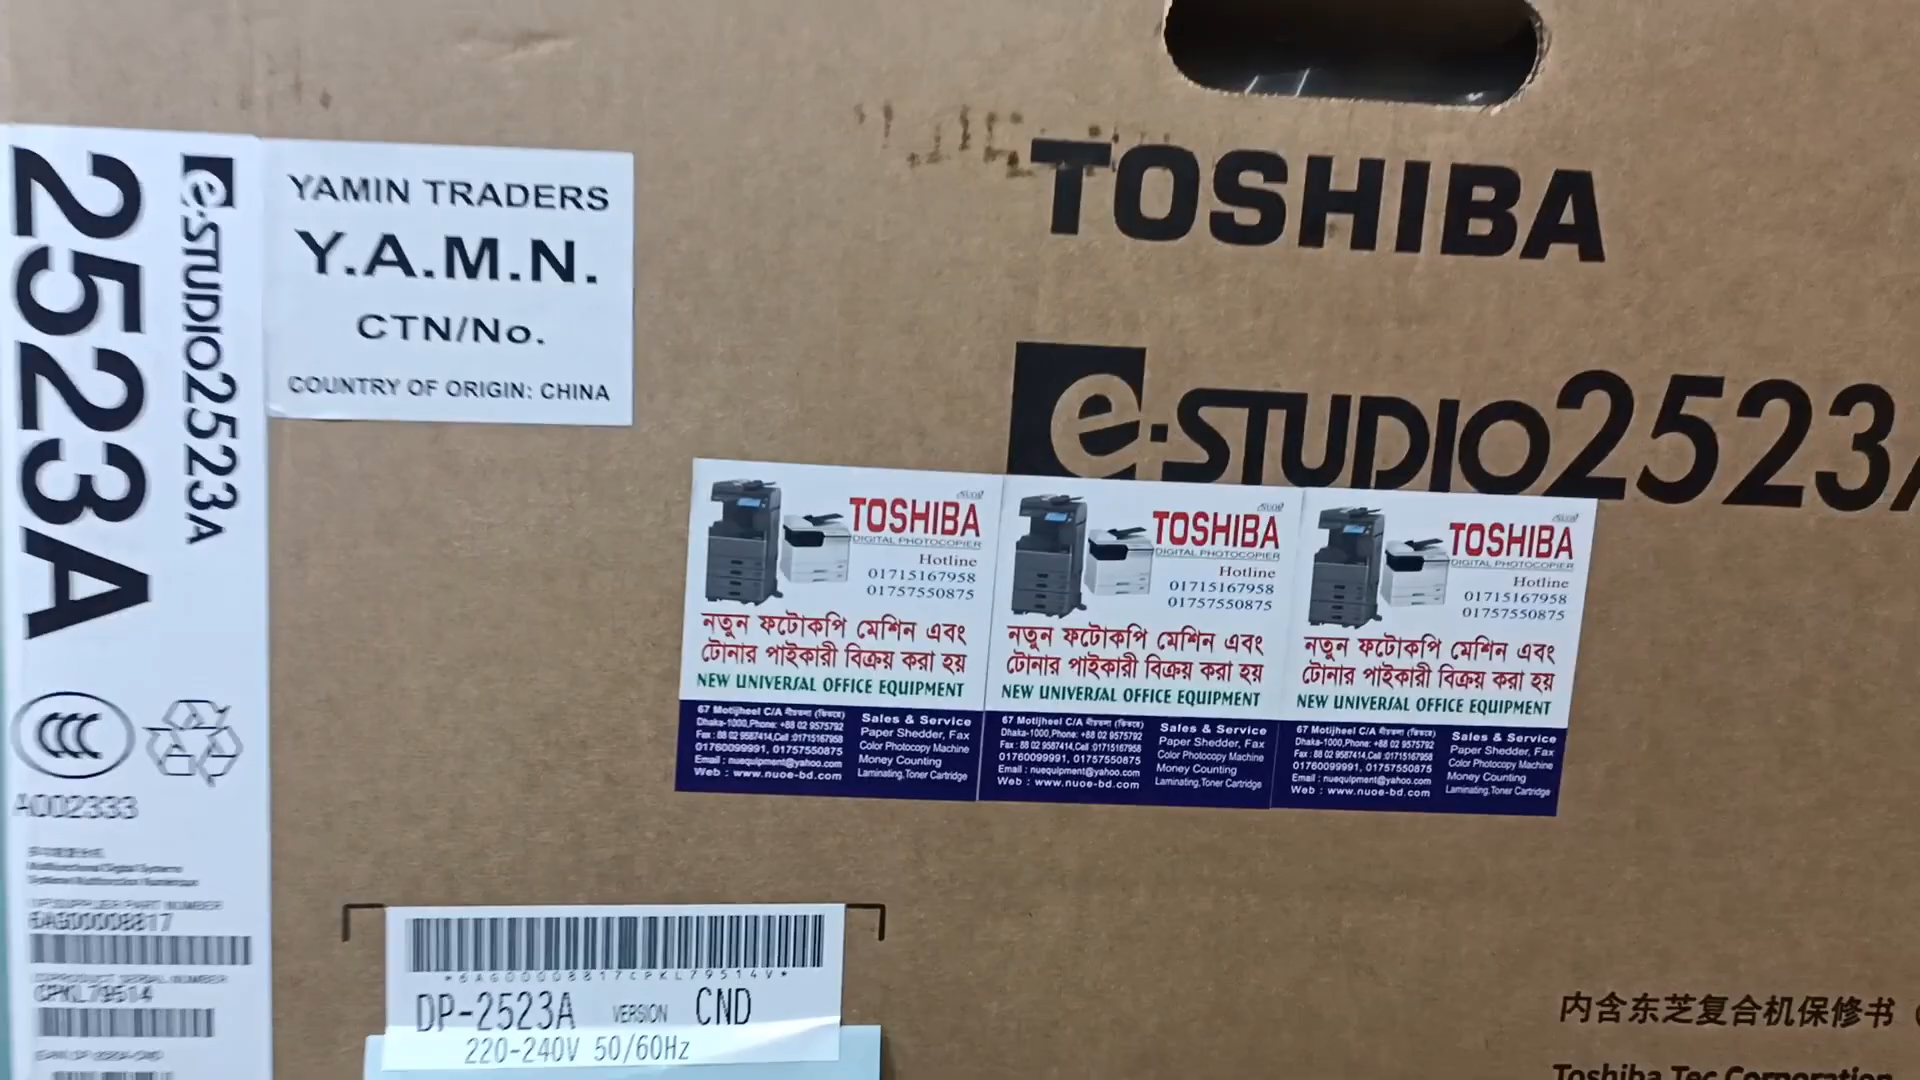 2523A
e-STUDIO2523A
A002333
Multifunctional Digital Systems
6AG00008817
CPKL79514
YAMIN TRADERS
Y.A.M.N.
CTN/No.
COUNTRY OF ORIGIN: CHINA
TOSHIBA
e-STUDIO2523A
TOSHIBA
DIGITAL PHOTOCOPIER
Hotline
01715167958
01757550875
নতুন ফটোকপি মেশিন এবং
টোনার পাইকারী বিক্রয় করা হয়
NEW UNIVERSAL OFFICE EQUIPMENT
67 Motijheel C/A নীচতলা (ভিতরে)
Dhaka-1000,Phone: +88 02 9575792
Fax : 88 02 9587414,Cell :01715167958
01760099991, 01757550875
Email : nuequipment@yahoo.com
Web : www.nuoe-bd.com
Sales & Service
Paper Shedder, Fax
Color Photocopy Machine
Money Counting
Laminating,Toner Cartridge
TOSHIBA
DIGITAL PHOTOCOPIER
Hotline
01715167958
01757550875
নতুন ফটোকপি মেশিন এবং
টোনার পাইকারী বিক্রয় করা হয়
NEW UNIVERSAL OFFICE EQUIPMENT
67 Motijheel C/A নীচতলা (ভিতরে)
Dhaka-1000,Phone: +88 02 9575792
Fax : 88 02 9587414,Cell :01715167958
01760099991, 01757550875
Email : nuequipment@yahoo.com
Web : www.nuoe-bd.com
Sales & Service
Paper Shedder, Fax
Color Photocopy Machine
Money Counting
Laminating,Toner Cartridge
TOSHIBA
DIGITAL PHOTOCOPIER
Hotline
01715167958
01757550875
নতুন ফটোকপি মেশিন এবং
টোনার পাইকারী বিক্রয় করা হয়
NEW UNIVERSAL OFFICE EQUIPMENT
67 Motijheel C/A নীচতলা (ভিতরে)
Dhaka-1000,Phone: +88 02 9575792
Fax : 88 02 9587414,Cell :01715167958
01760099991, 01757550875
Email : nuequipment@yahoo.com
Web : www.nuoe-bd.com
Sales & Service
Paper Shedder, Fax
Color Photocopy Machine
Money Counting
Laminating,Toner Cartridge
*6AG00008817CPKL79514V*
DP-2523A VERSION CND
220-240V 50/60Hz
内含东芝复合机保修书
Toshiba Tec Corporation